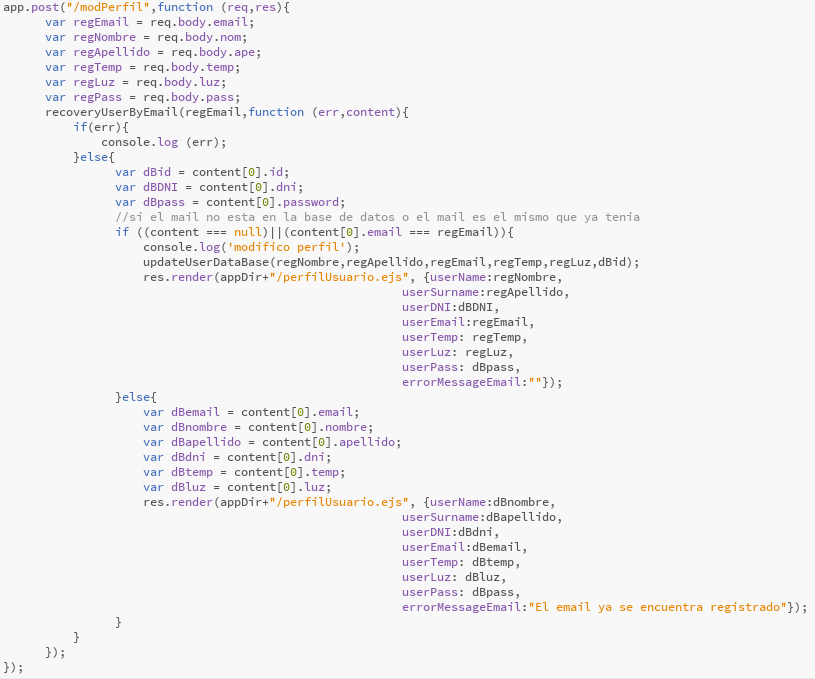 app.post("/modPerfil",function (req,res){
      var regEmail = req.body.email;
      var regNombre = req.body.nom;
      var regApellido = req.body.ape;
      var regTemp = req.body.temp;
      var regLuz = req.body.luz;
      var regPass = req.body.pass;
      recoveryUserByEmail(regEmail,function (err,content){
          if(err){
              console.log (err);
          }else{
                var dBid = content[0].id;
                var dBDNI = content[0].dni;
                var dBpass = content[0].password;
                //si el mail no esta en la base de datos o el mail es el mismo que ya tenia
                if ((content === null)||(content[0].email === regEmail)){
                    console.log('modifico perfil');
                    updateUserDataBase(regNombre,regApellido,regEmail,regTemp,regLuz,dBid);
                    res.render(appDir+"/perfilUsuario.ejs", {userName:regNombre,
                                                         userSurname:regApellido,
                                                         userDNI:dBDNI,
                                                         userEmail:regEmail,
                                                         userTemp: regTemp,
                                                         userLuz: regLuz,
                                                         userPass: dBpass,
                                                         errorMessageEmail:""});
                }else{
                    var dBemail = content[0].email;
                    var dBnombre = content[0].nombre;
                    var dBapellido = content[0].apellido;
                    var dBdni = content[0].dni;
                    var dBtemp = content[0].temp;
                    var dBluz = content[0].luz;
                    res.render(appDir+"/perfilUsuario.ejs", {userName:dBnombre,
                                                         userSurname:dBapellido,
                                                         userDNI:dBdni,
                                                         userEmail:dBemail,
                                                         userTemp: dBtemp,
                                                         userLuz: dBluz,
                                                         userPass: dBpass,
                                                         errorMessageEmail:"El email ya se encuentra registrado"});
                }
          }
      });
});